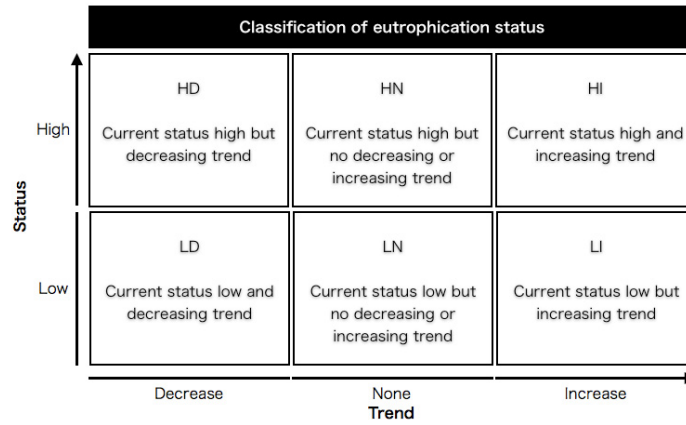 Classification of eutrophication status
HD
Current status high but
decreasing trend
HN
Current status high but
no decreasing or
increasing trend
HI
Current status high and
increasing trend
High
Status
LD
Current status low and
decreasing trend
LN
Current status low but
no decreasing or
increasing trend
LI
Current status low but
increasing trend
Low
Decrease
None
Increase
Trend